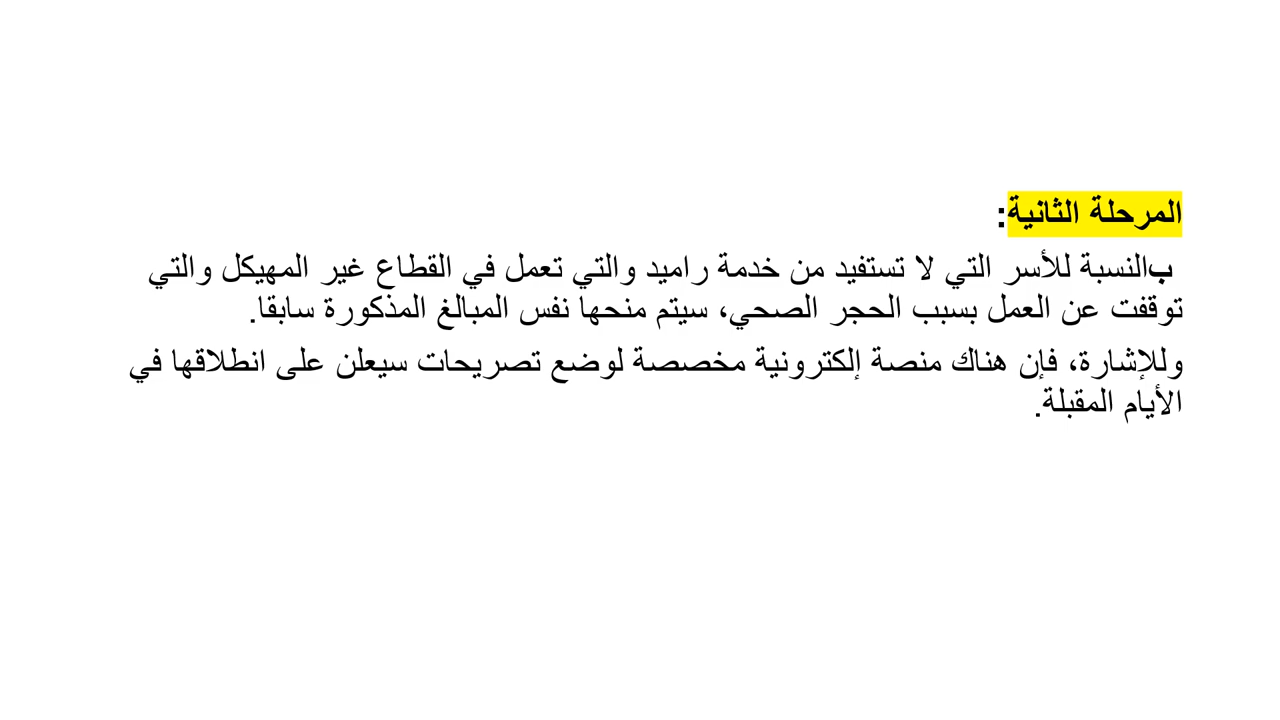 المرحلة الثانية:
بالنسبة للأسر التي لا تستفيد من خدمة راميد والتي تعمل في القطاع غير المهيكل والتي
توقفت عن العمل بسبب الحجر الصحي، سيتم منحها نفس المبالغ المذكورة سابقا.
وللإشارة، فإن هناك منصة إلكترونية مخصصة لوضع تصريحات سيعلن على انطلاقها في
الأيام المقبلة.